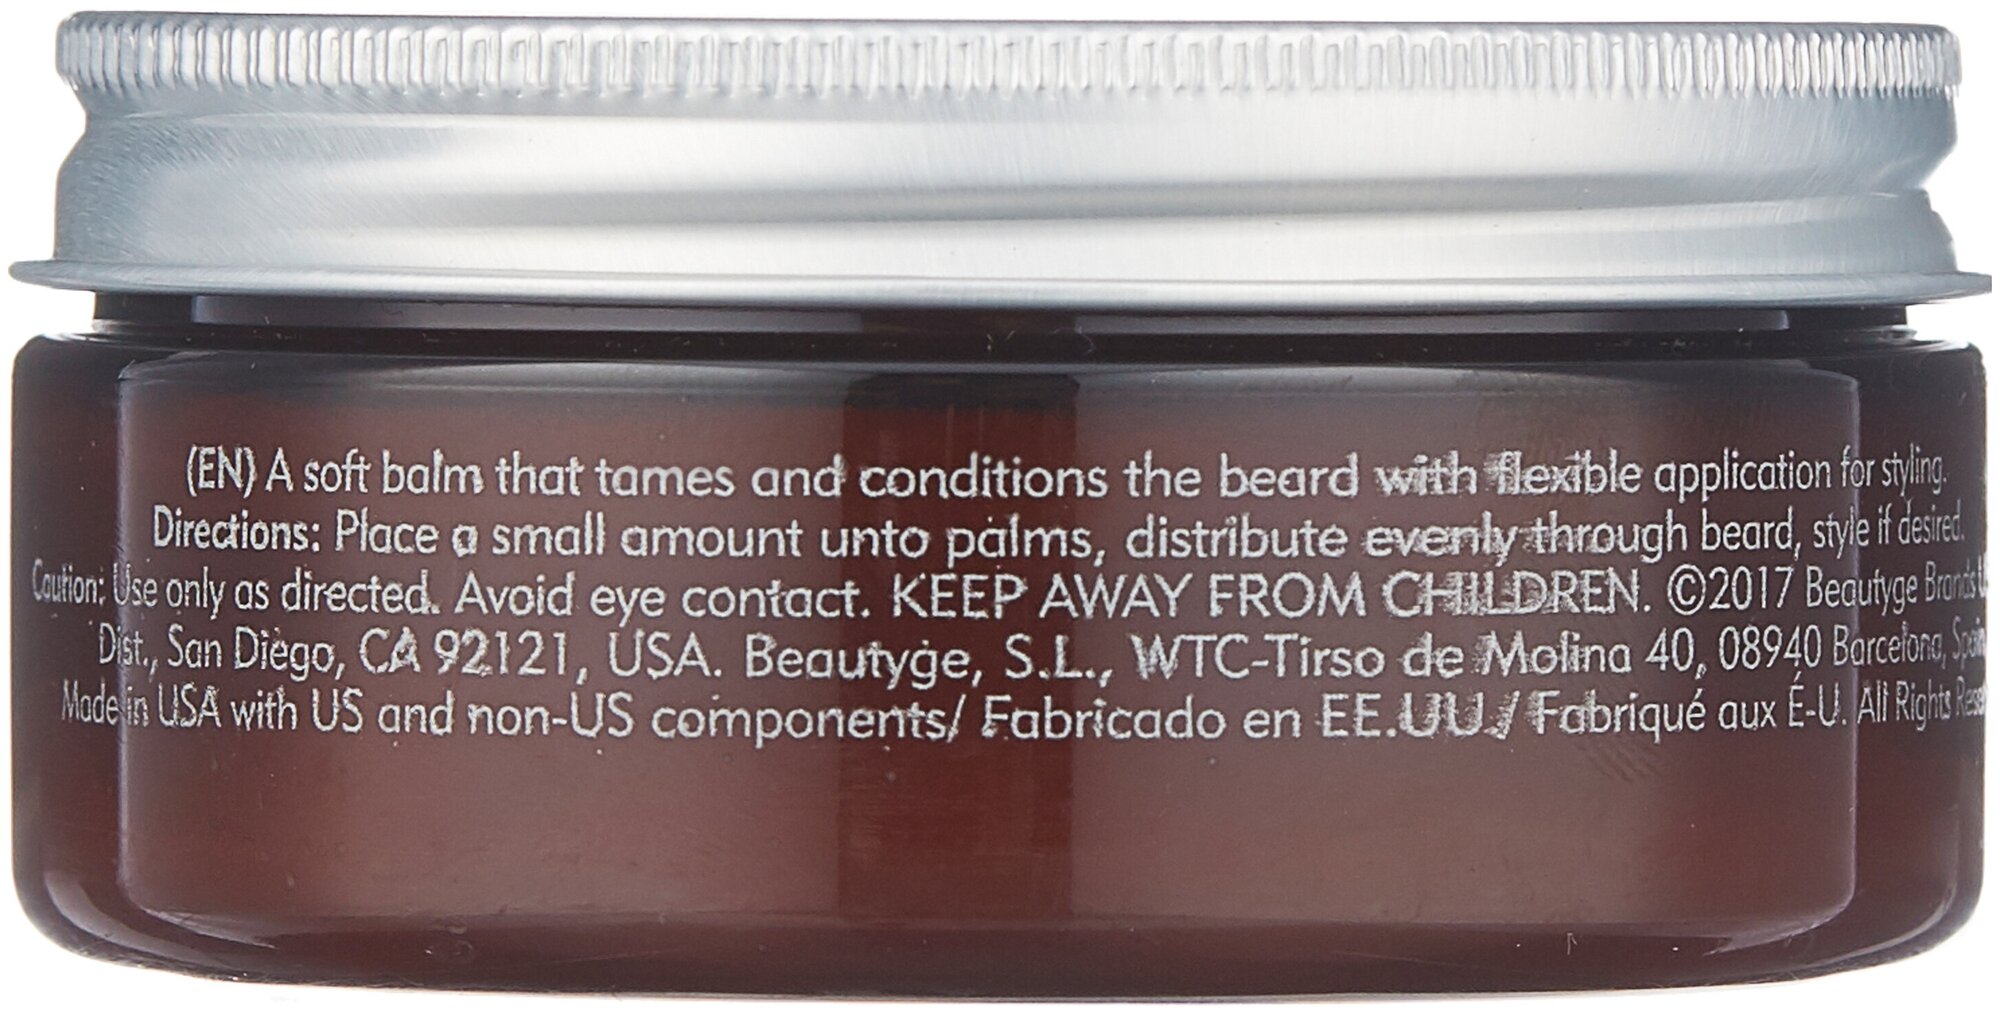 (EN) A soft balm that tames and conditions the beard with flexible application for styling.
Directions: Place a small amount unto palms, distribute evenly through beard, style if desired.
Caution: Use only as directed. Avoid eye contact. KEEP AWAY FROM CHILDREN. ©2017 Beautyge Brands
Dist., San Diego, CA 92121, USA. Beautyge, S.L., WTC-Tirso de Molina 40, 08940 Barcelona, Spain
Made in USA with US and non-US components/ Fabricado en EE.UU./ Fabriqué aux É-U. All Rights